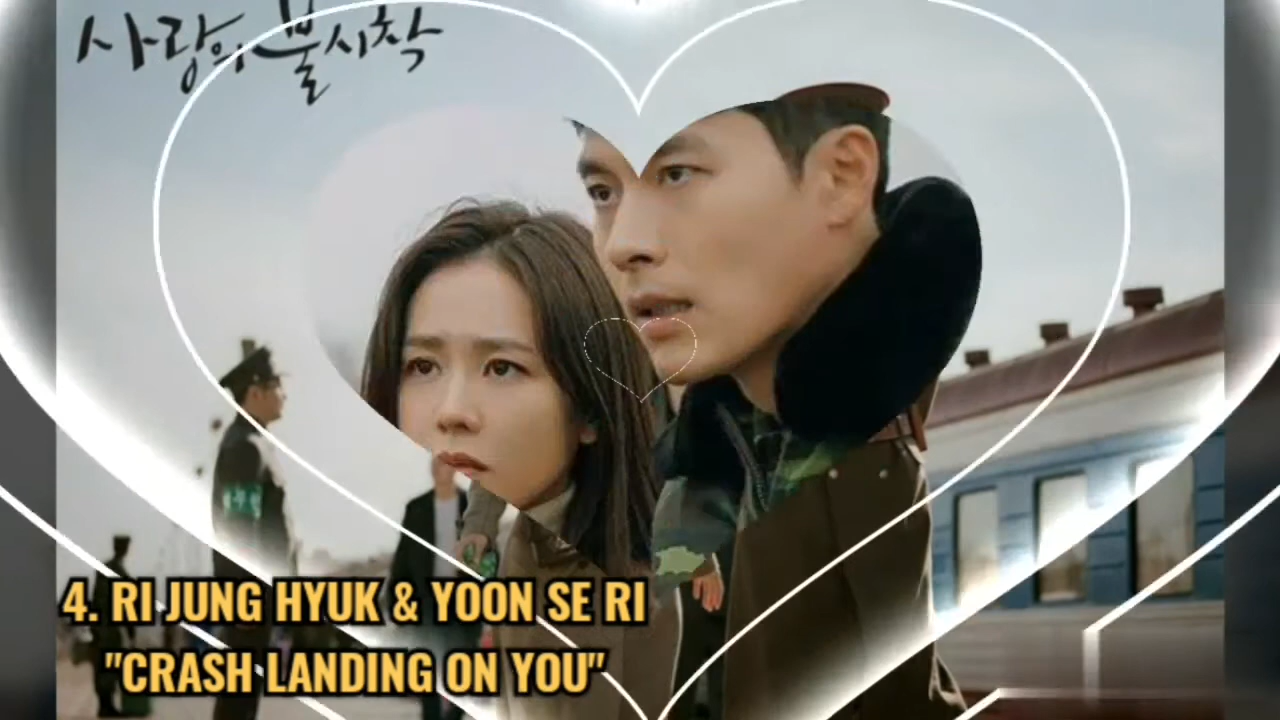 사랑의 불시착
4. RI JUNG HYUK & YOON SE RI
"CRASH LANDING ON YOU"